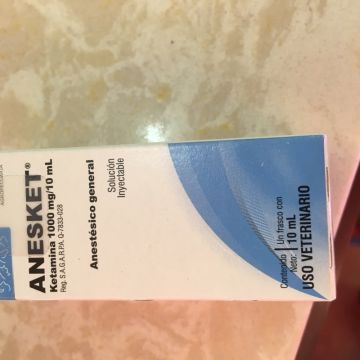 ANESKET®
Ketamina 1000 mg/10 mL
Reg. S.A.G.A.R.P.A. Q-7833-028
Anestésico general
Solución
Inyectable
Contenido Un frasco con
Neto: 10 mL
USO VETERINARIO